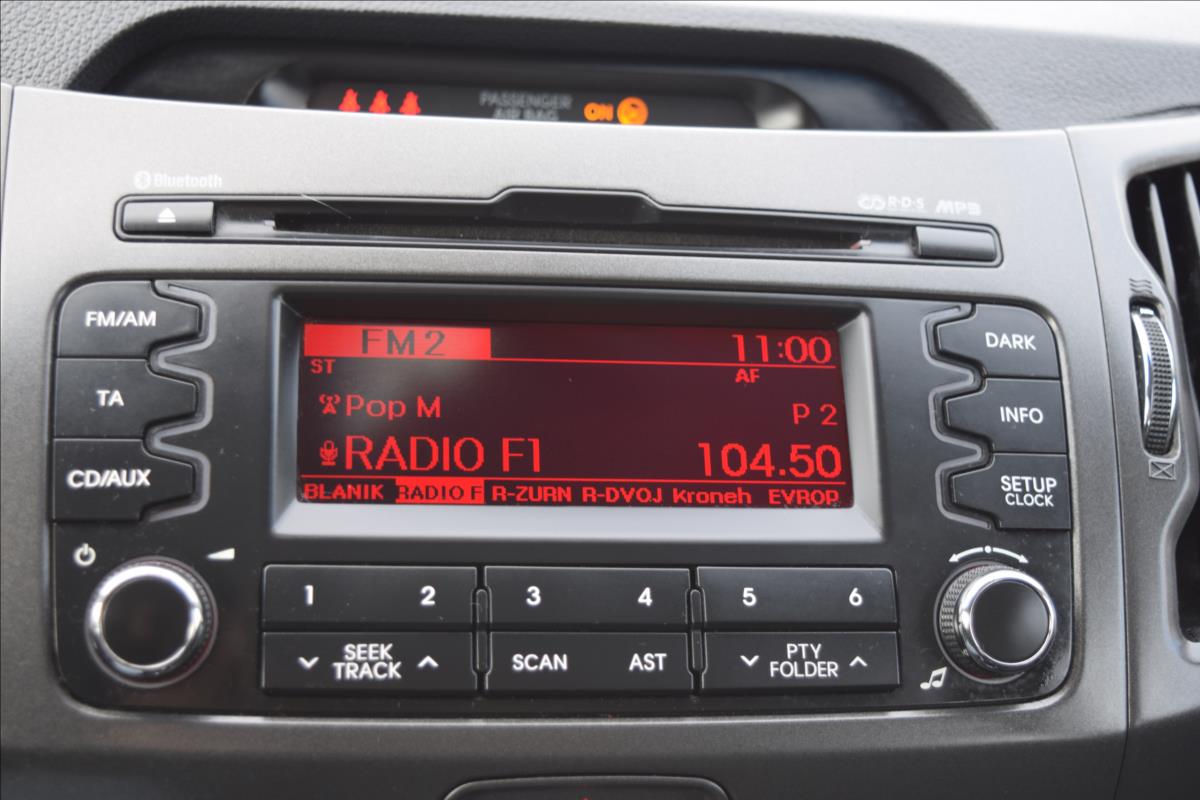 PASSENGER ON
AIR BAG
Bluetooth
R·D·S MP3
FM/AM
TA
CD/AUX
FM 2 11:00
ST AF
Pop M P 2
RADIO F1 104.50
BLANIK RADIO F R-ZURN R-DVOJ Kroneh EVROP
DARK
INFO
SETUP
CLOCK
1 2 3 4 5 6
SEEK
TRACK
SCAN AST
PTY
FOLDER